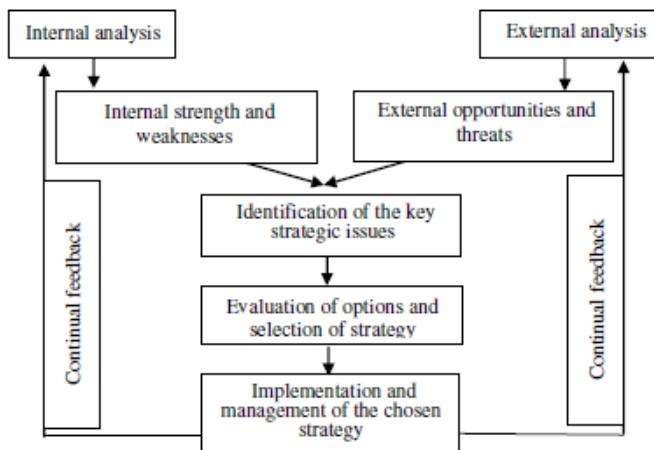 Internal analysis
External analysis
Internal strength and
weaknesses
External opportunities and
threats
Identification of the key
strategic issues
Evaluation of options and
selection of strategy
Implementation and
management of the chosen
strategy
Continual feedback
Continual feedback